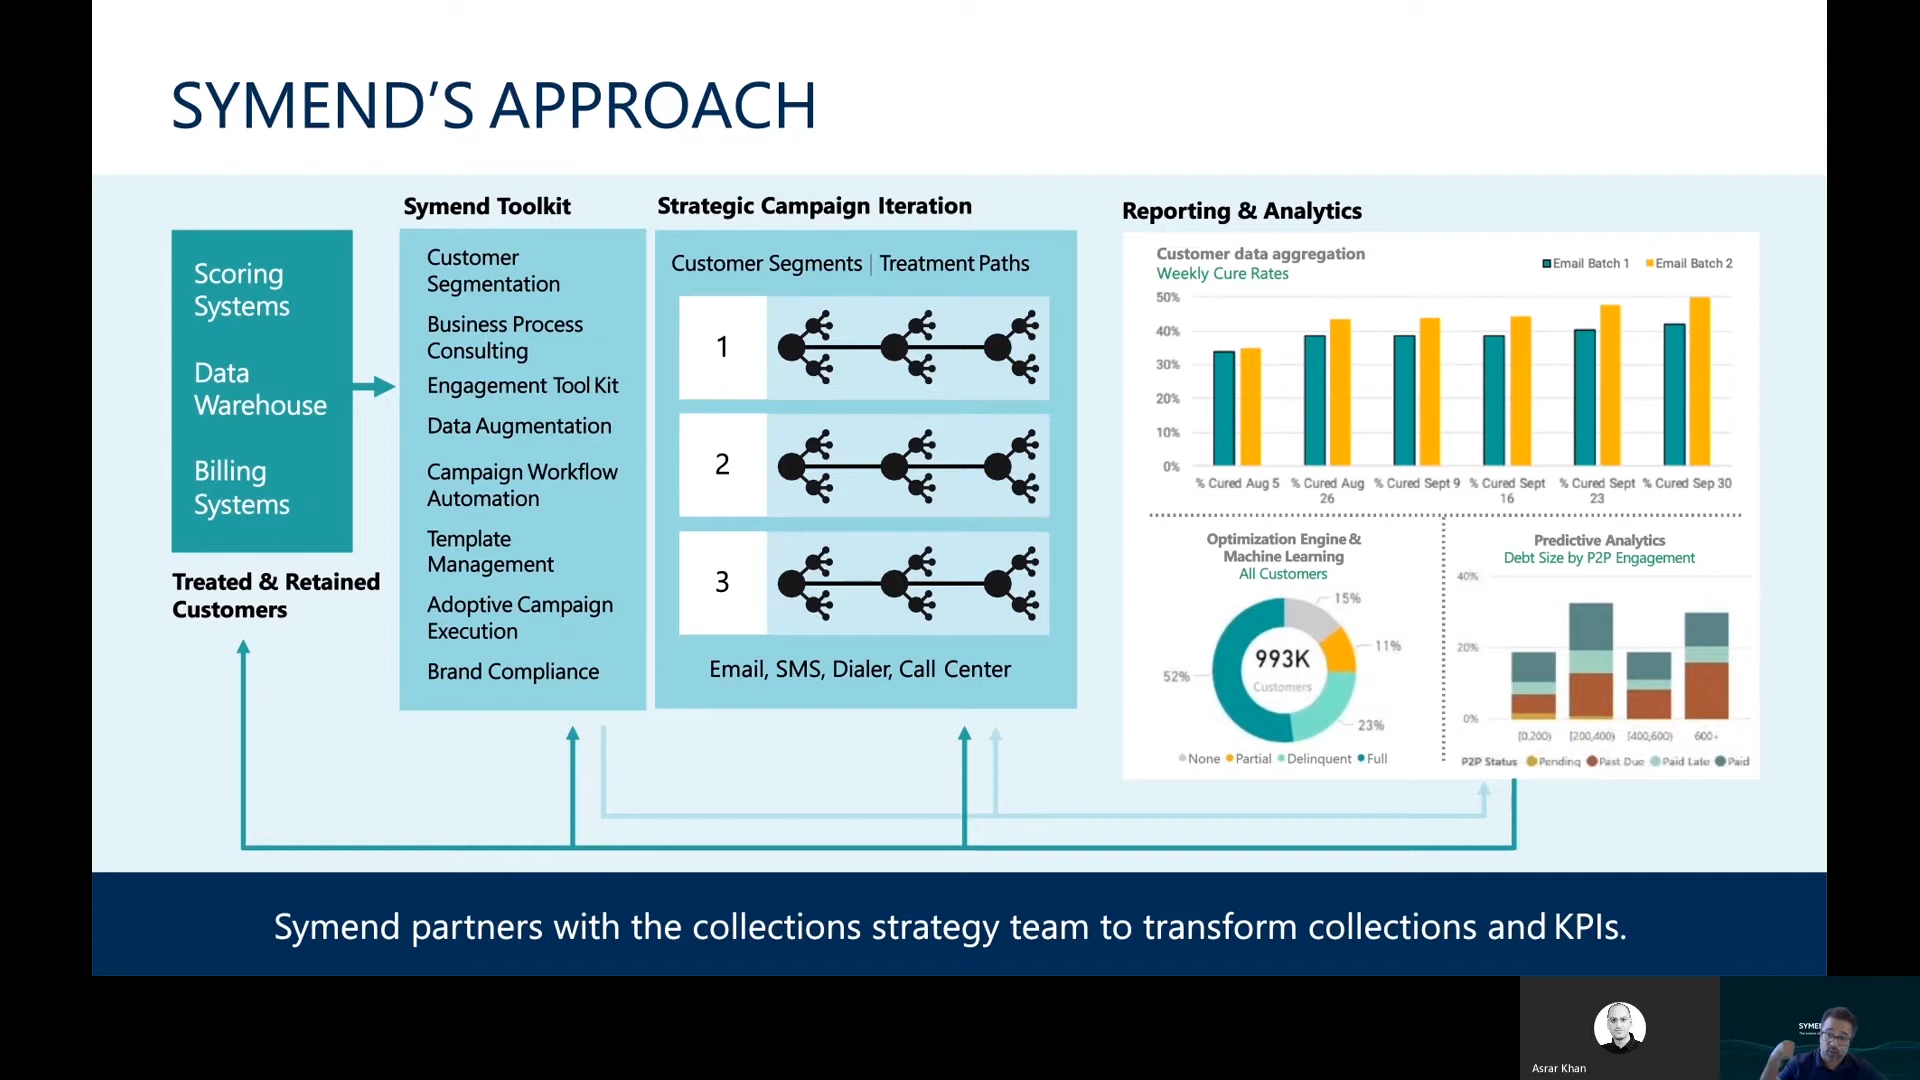 SYMEND'S APPROACH
Scoring
Systems
Data
Warehouse
Billing
Systems
Treated & Retained
Customers
Symend Toolkit
Customer
Segmentation
Business Process
Consulting
Engagement Tool Kit
Data Augmentation
Campaign Workflow
Automation
Template
Management
Adoptive Campaign
Execution
Brand Compliance
Strategic Campaign Iteration
Customer Segments | Treatment Paths
1
2
3
Email, SMS, Dialer, Call Center
Reporting & Analytics
Customer data aggregation
Weekly Cure Rates
Email Batch 1 Email Batch 2
50%
40%
30%
20%
10%
0%
% Cured Aug 5 % Cured Aug 26 % Cured Sept 9 % Cured Sept 16 % Cured Sept 23 % Cured Sep 30
Optimization Engine &
Machine Learning
All Customers
15%
11%
52%
23%
993K
Customers
None Partial Delinquent Full
Predictive Analytics
Debt Size by P2P Engagement
40%
20%
0%
[0,200) [200,400) [400,600) 600+
P2P Status Pending Past Due Paid Late Paid
Symend partners with the collections strategy team to transform collections and KPIs.
Asrar Khan